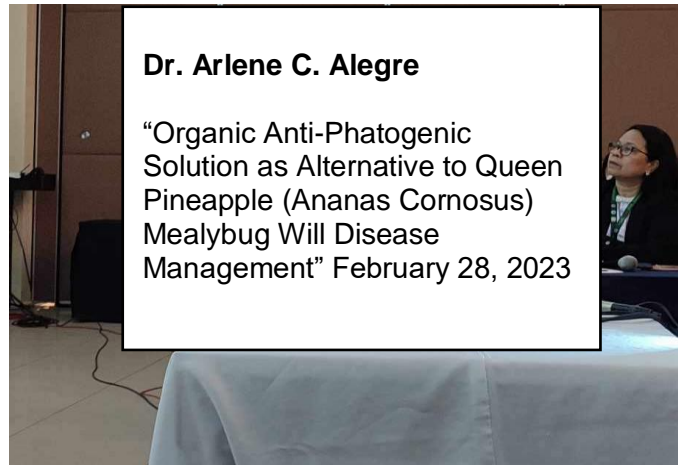 Dr. Arlene C. Alegre
“Organic Anti-Phatogenic
Solution as Alternative to Queen
Pineapple (Ananas Cornosus)
Mealybug Will Disease
Management” February 28, 2023